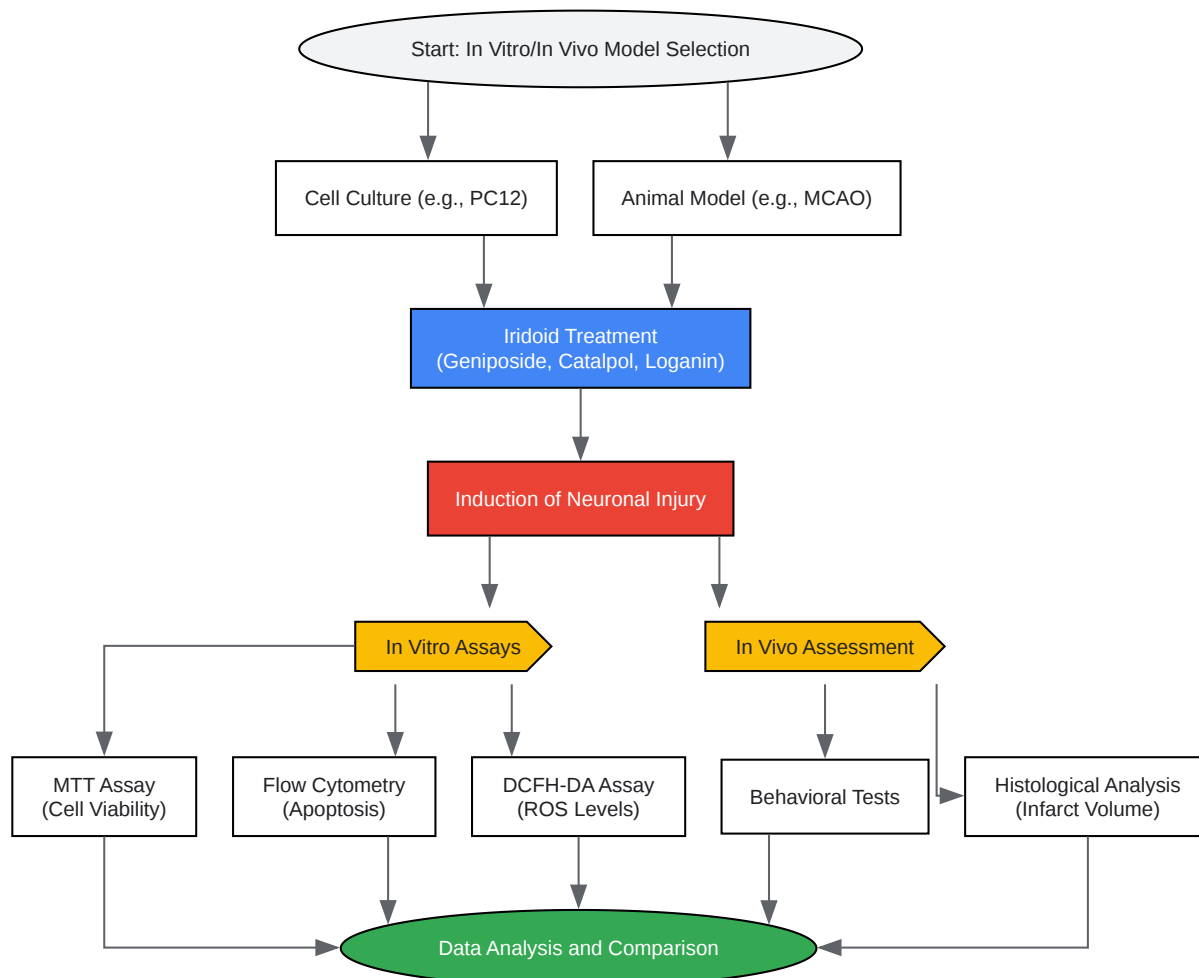 Start: In Vitro/In Vivo Model Selection
Cell Culture (e.g., PC12)
Animal Model (e.g., MCAO)
Iridoid Treatment
(Geniposide, Catalpol, Loganin)
Induction of Neuronal Injury
In Vitro Assays
In Vivo Assessment
MTT Assay
(Cell Viability)
Flow Cytometry
(Apoptosis)
DCFH-DA Assay
(ROS Levels)
Behavioral Tests
Histological Analysis
(Infarct Volume)
Data Analysis and Comparison